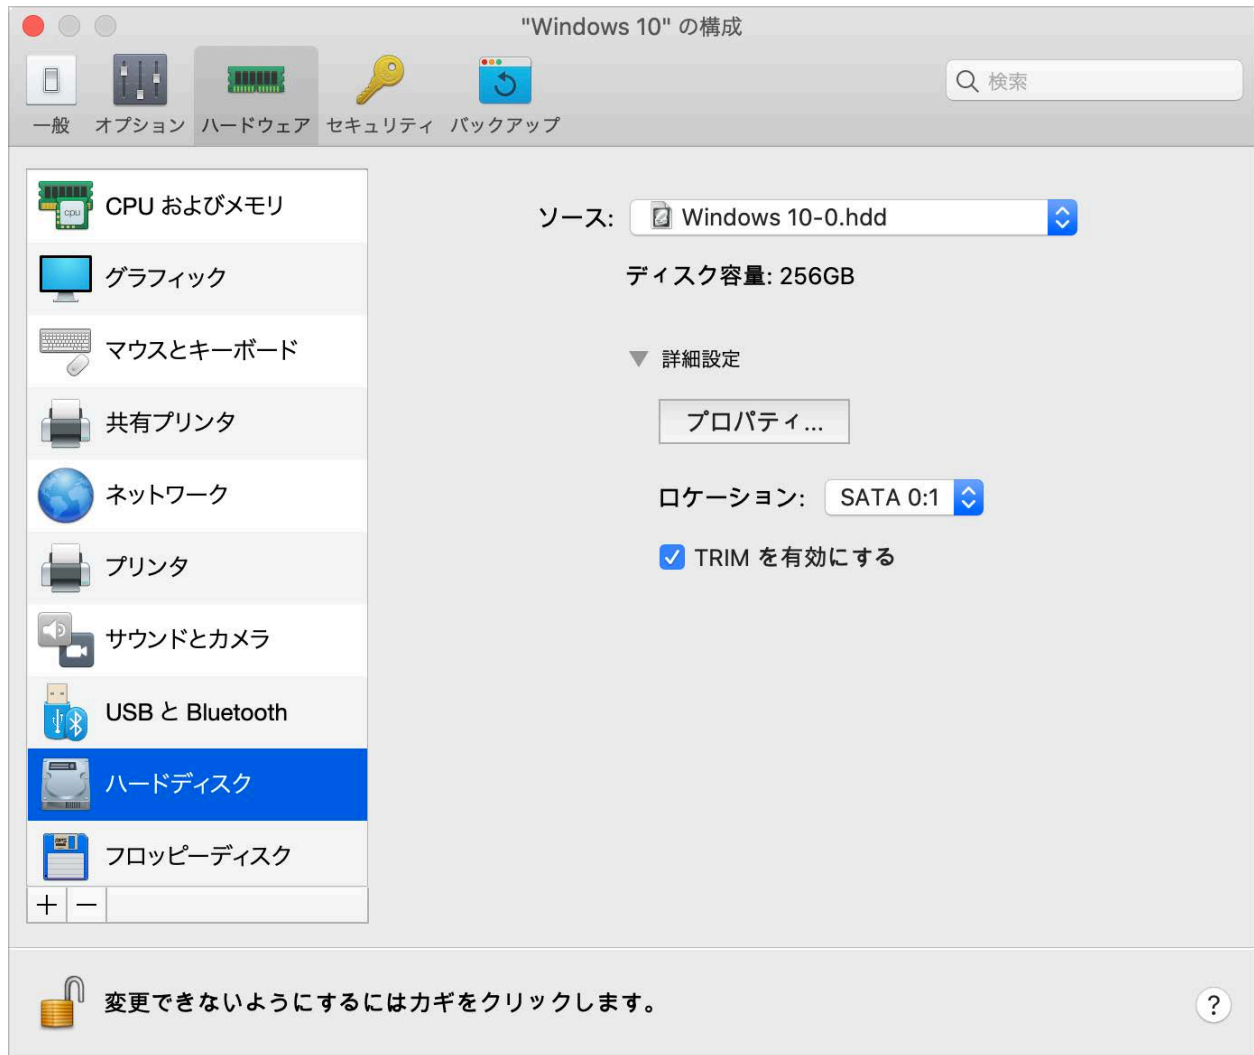 "Windows 10" の構成
一般 オプション ハードウェア セキュリティ バックアップ
検索
CPU およびメモリ
グラフィック
マウスとキーボード
共有プリンタ
ネットワーク
プリンタ
サウンドとカメラ
USB と Bluetooth
ハードディスク
フロッピーディスク
ソース: Windows 10-0.hdd
ディスク容量: 256GB
詳細設定
プロパティ...
ロケーション: SATA 0:1
TRIM を有効にする
変更できないようにするにはカギをクリックします。
?